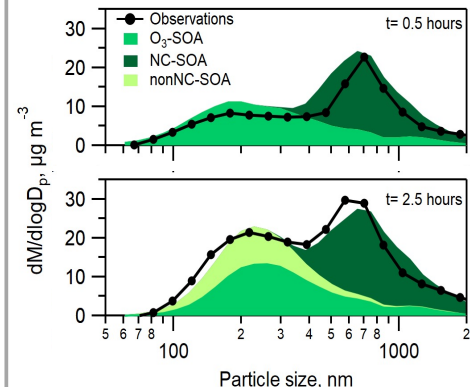 dM/dlogDp, µg m⁻³
30
20
10
0
Observations
O₃-SOA
NC-SOA
nonNC-SOA
t= 0.5 hours
30
20
10
0
t= 2.5 hours
5 6 7 8 2 3 4 5 6 7 8 2
100 1000
Particle size, nm